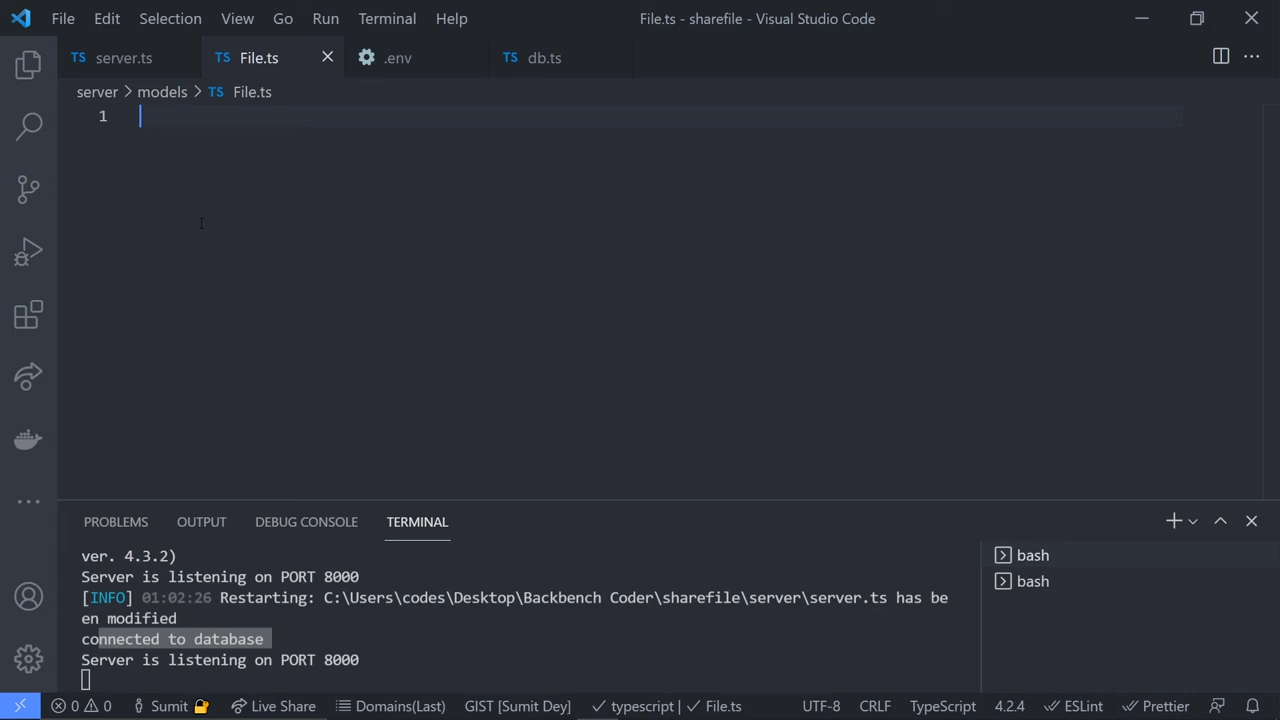 File Edit Selection View Go Run Terminal Help File.ts - sharefile - Visual Studio Code
TS server.ts TS File.ts .env TS db.ts
server > models > TS File.ts
1
PROBLEMS OUTPUT DEBUG CONSOLE TERMINAL
ver. 4.3.2)
Server is listening on PORT 8000
[INFO] 01:02:26 Restarting: C:\Users\codes\Desktop\Backbench Coder\sharefile\server\server.ts has be
en modified
connected to database
Server is listening on PORT 8000
bash
bash
0 0 Sumit Live Share Domains(Last) GIST [Sumit Dey] typescript | File.ts UTF-8 CRLF TypeScript 4.2.4 ESLint Prettier